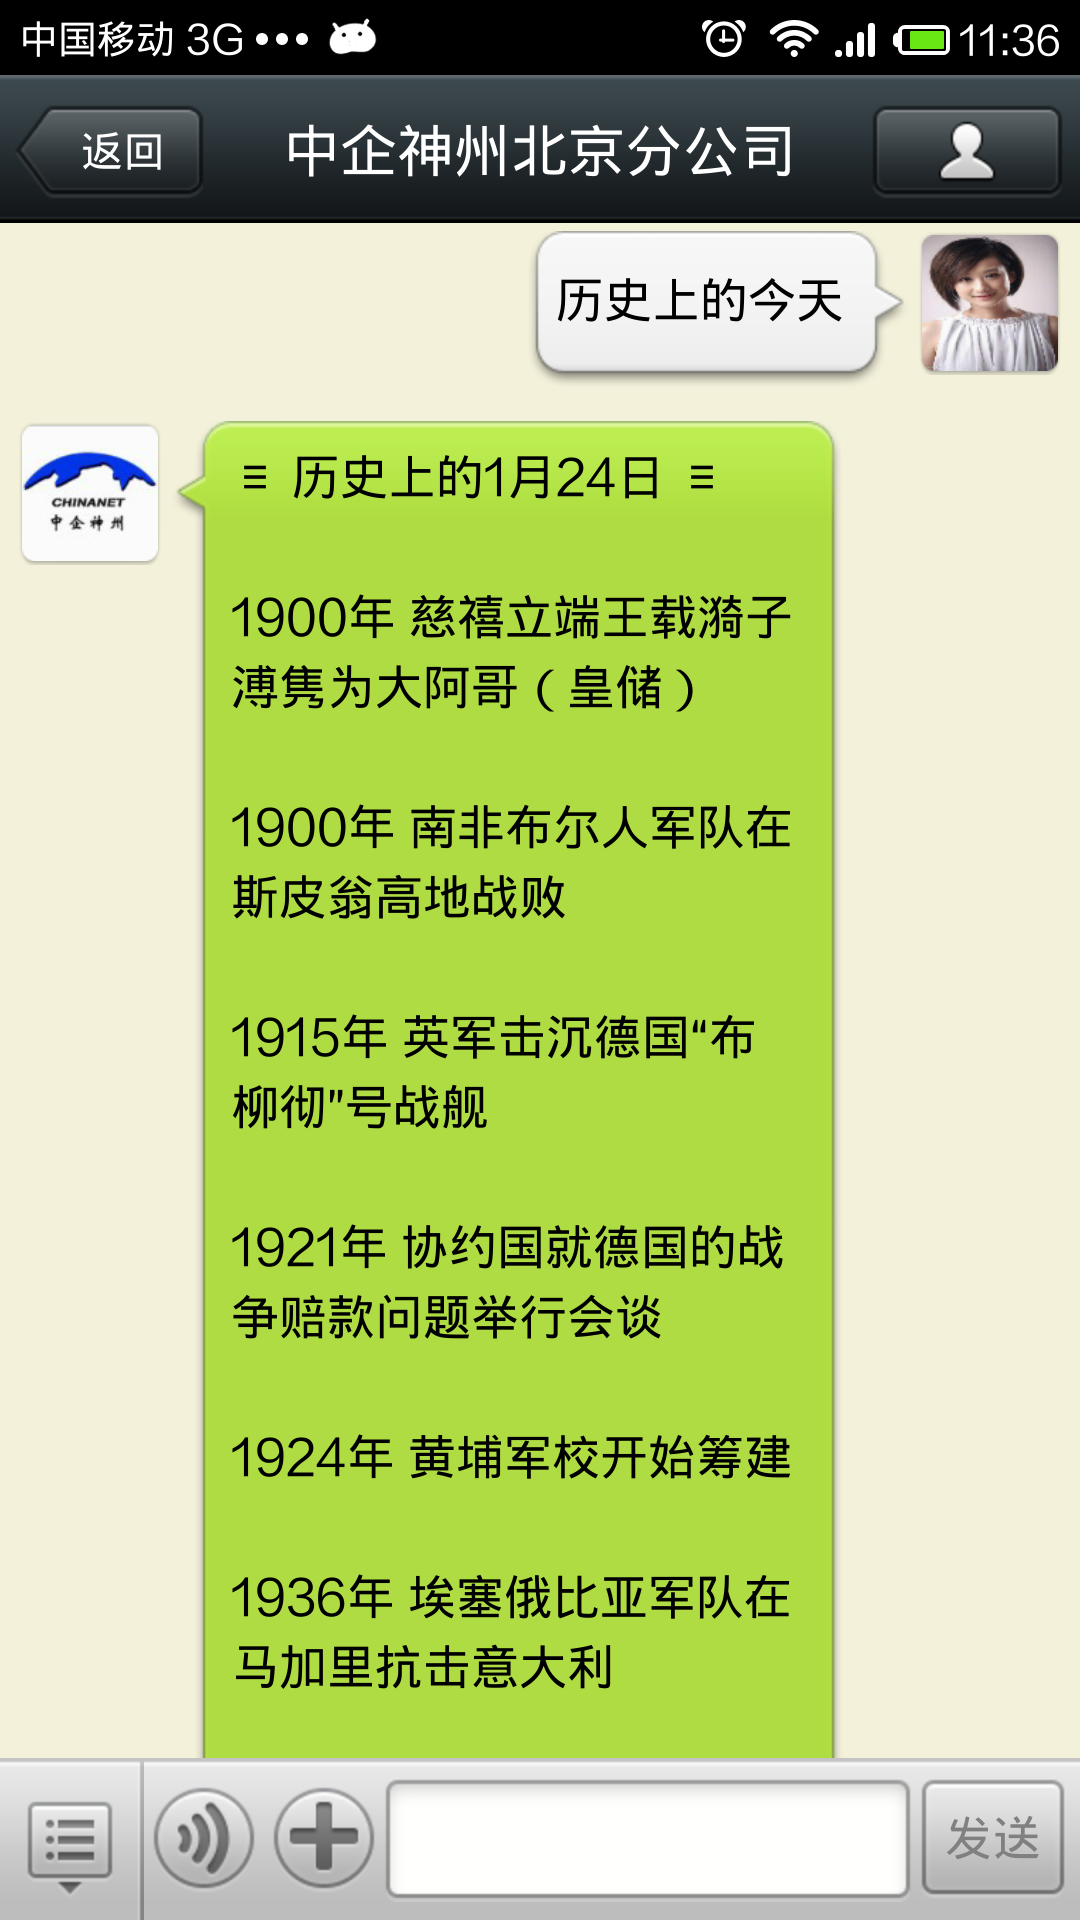 中国移动 3G 11:36
返回 中企神州北京分公司
历史上的今天
CHINANET
中企神州
≡ 历史上的1月24日 ≡
1900年 慈禧立端王载漪子
溥隽为大阿哥（皇储）
1900年 南非布尔人军队在
斯皮翁高地战败
1915年 英军击沉德国“布
柳彻”号战舰
1921年 协约国就德国的战
争赔款问题举行会谈
1924年 黄埔军校开始筹建
1936年 埃塞俄比亚军队在
马加里抗击意大利
发送